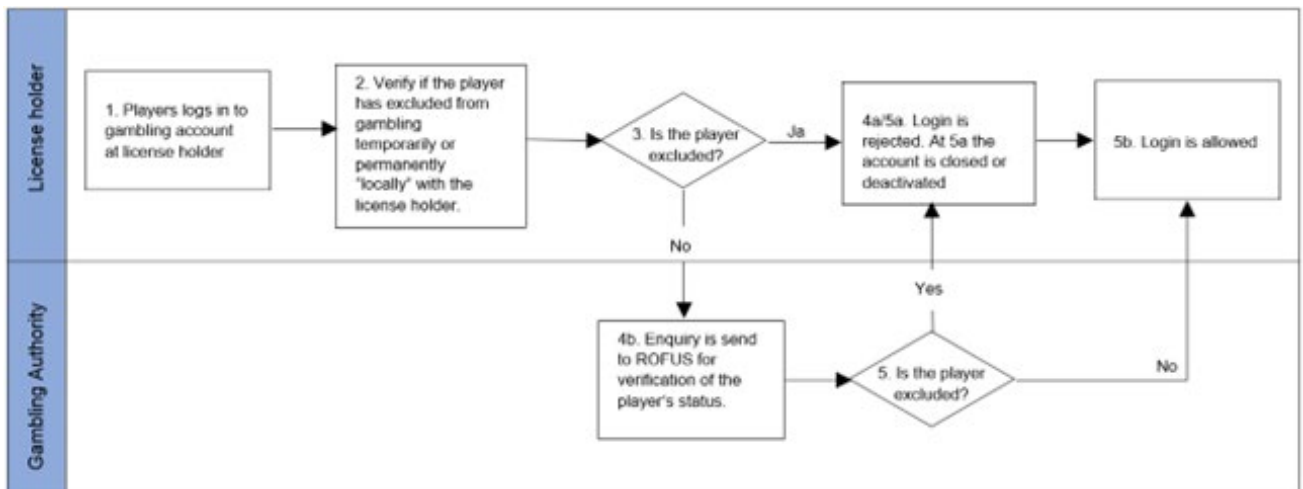 License holder
1. Players logs in to
gambling account
at license holder
2. Verify if the player
has excluded from
gambling
temporarily or
permanently
"locally" with the
license holder.
3. Is the player
excluded?
Ja
4a/5a. Login is
rejected. At 5a the
account is closed or
deactivated
5b. Login is allowed
No
Gambling Authority
4b. Enquiry is send
to ROFUS for
verification of the
player's status.
5. Is the player
excluded?
Yes
No